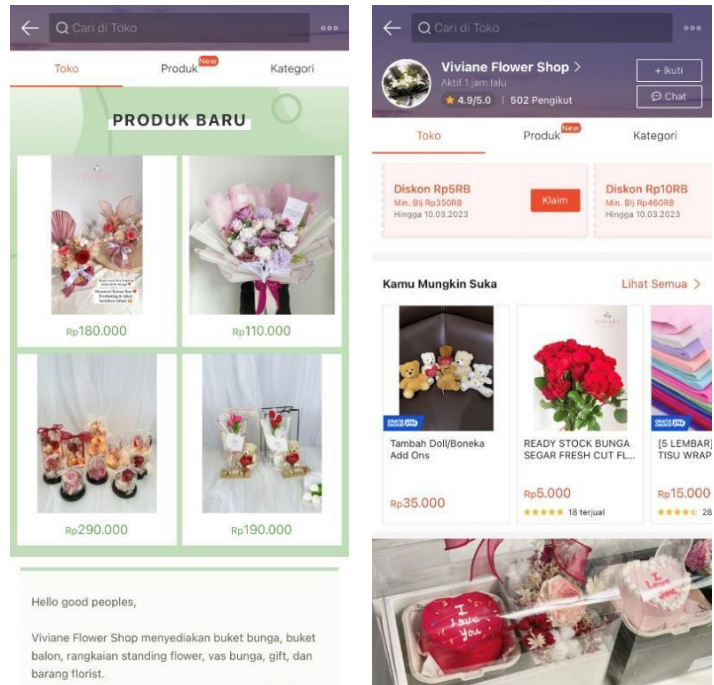 Cari di Toko
Toko
Produk
New
Kategori
PRODUK BARU
Rp180.000
Rp110.000
Rp290.000
Rp190.000
Hello good peoples,
Viviane Flower Shop menyediakan buket bunga, buket
balon, rangkaian standing flower, vas bunga, gift, dan
barang florist.
Cari di Toko
Viviane Flower Shop >
Aktif 1 jam lalu
4.9/5.0 | 502 Pengikut
+ Ikuti
Chat
Toko
Produk
New
Kategori
Diskon Rp5RB
Min. Blj Rp350RB
Hingga 10.03.2023
Klaim
Diskon Rp10RB
Min. Blj Rp460RB
Hingga 10.03.2023
Kamu Mungkin Suka
Lihat Semua >
Tambah Doll/Boneka
Add Ons
Rp35.000
READY STOCK BUNGA
SEGAR FRESH CUT FL...
Rp5.000
18 terjual
[5 LEMBAR]
TISU WRAP
Rp15.000
28
I
Love
You
I
Love
You